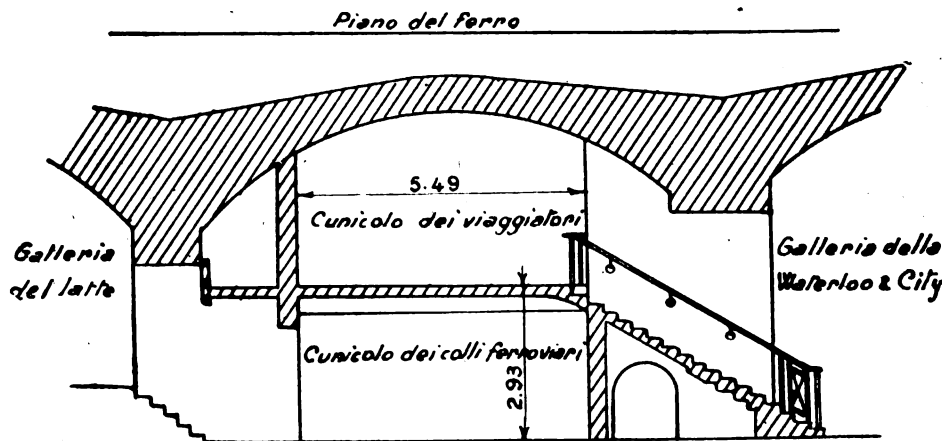 Piano del ferro
5.49
Cunicolo dei viaggiatori
Galleria
del latte
Galleria della
Waterloo & City
Cunicolo dei colli ferroviari
2.93